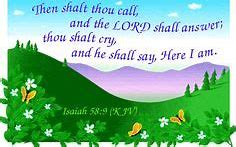 Then shalt thou call,
and the LORD shall answer;
thou shalt cry,
and he shall say, Here I am.
Isaiah 58:9 (KJV)